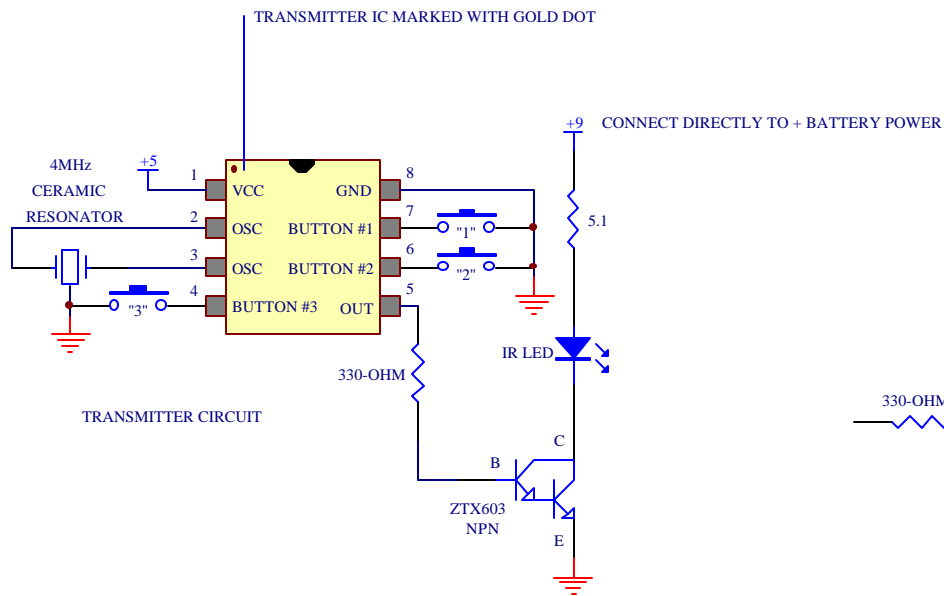 TRANSMITTER IC MARKED WITH GOLD DOT
+9 CONNECT DIRECTLY TO + BATTERY POWER
4MHz
CERAMIC
RESONATOR
+5
1
VCC
2
OSC
3
OSC
4
BUTTON #3
"3"
8
GND
7
BUTTON #1
"1"
6
BUTTON #2
"2"
5
OUT
5.1
IR LED
330-OHM
330-OHM
TRANSMITTER CIRCUIT
C
B
ZTX603
NPN
E